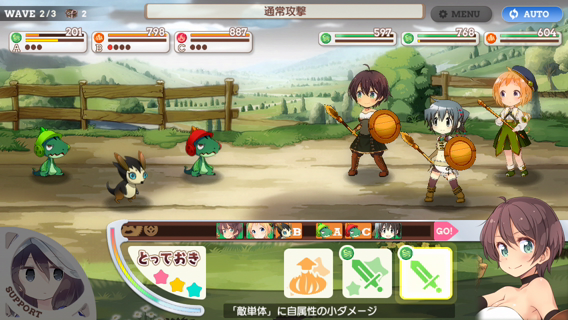 WAVE 2/3 2
通常攻撃
MENU
AUTO
201
798
887
597
768
604
A
B
C
B A C GO!
とっておき
SUPPORT
「敵単体」に自属性の小ダメージ